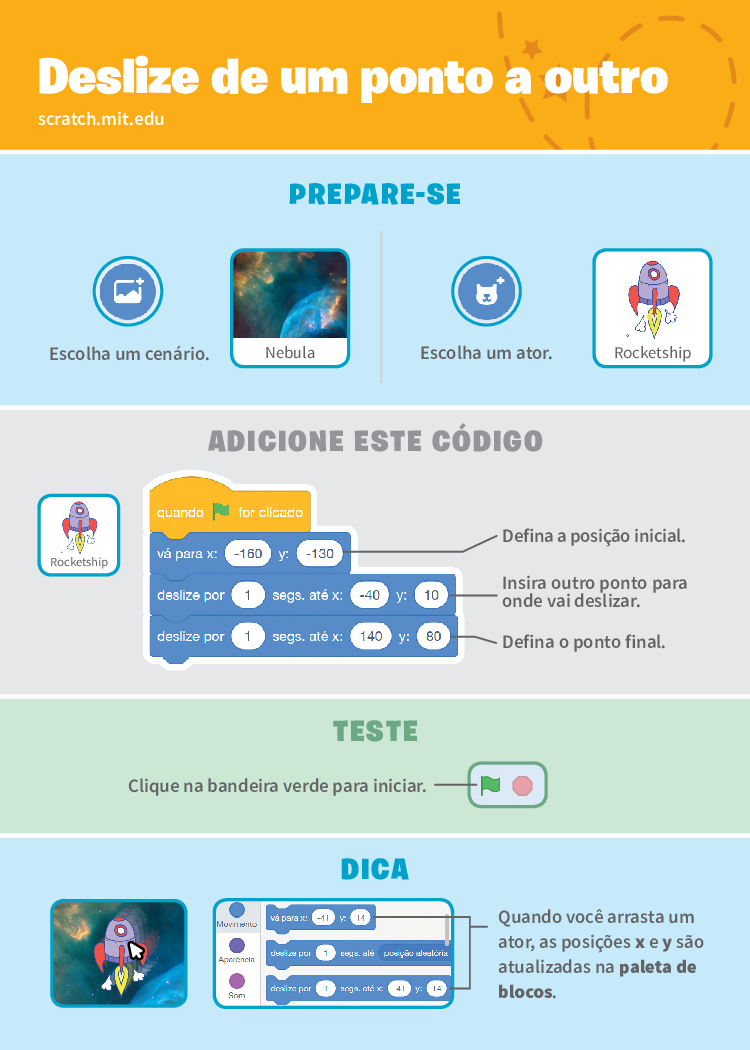 Deslize de um ponto a outro
scratch.mit.edu
PREPARE-SE
Escolha um cenário.
Nebula
Escolha um ator.
Rocketship
ADICIONE ESTE CÓDIGO
Rocketship
quando for clicado
vá para x: -160 y: -130
deslize por 1 segs. até x: -40 y: 10
deslize por 1 segs. até x: 140 y: 80
Defina a posição inicial.
Insira outro ponto para
onde vai deslizar.
Defina o ponto final.
TESTE
Clique na bandeira verde para iniciar.
DICA
Movimento
Aparência
Som
vá para x: -41 y: 14
deslize por 1 segs. até posição aleatória
deslize por 1 segs. até x: -41 y: 14
Quando você arrasta um
ator, as posições x e y são
atualizadas na paleta de
blocos.